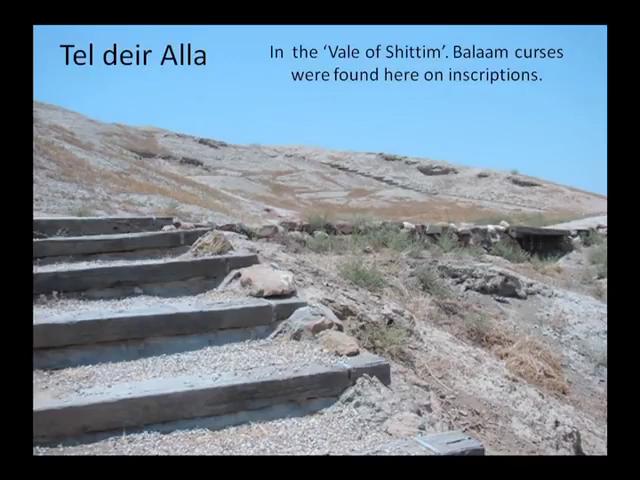 Tel deir Alla
In the ‘Vale of Shittim’. Balaam curses
were found here on inscriptions.